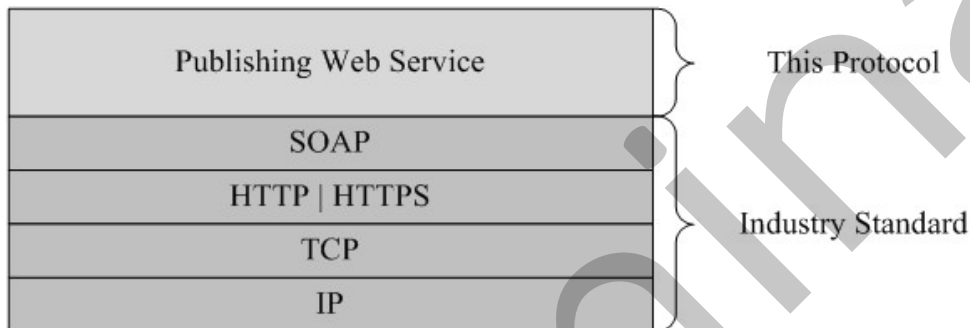 Publishing Web Service
This Protocol
SOAP
HTTP | HTTPS
Industry Standard
TCP
IP